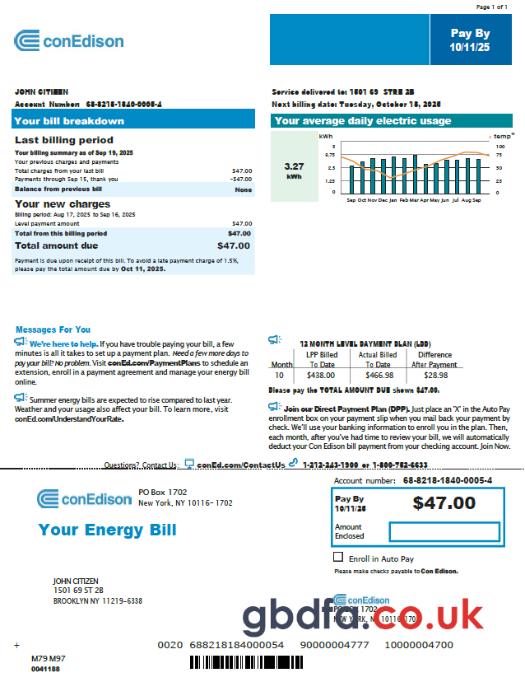 Page 1 of 1
conEdison
Pay By
10/11/25
JOHN CITIZEN
Account Number 68-8218-1840-0005-4
Service delivered to: 1501 69 STRE 2B
Next billing date: Tuesday, October 18, 2025
Your bill breakdown
Your average daily electric usage
Last billing period
Your billing summary as of Sep 19, 2025
Your previous charges and payments
Total charges from your last bill $47.00
Payments through Sep 15, thank you -$47.00
Balance from previous bill None
Your new charges
Billing period: Aug 17, 2025 to Sep 16, 2025
Level payment amount $47.00
Total from this billing period $47.00
Total amount due $47.00
Payment is due upon receipt of this bill. To avoid a late payment charge of 1.5%,
please pay the total amount due by Oct 11, 2025.
3.27
kWh
kWh temp°
100
6.75 75
50
25
0 0
Sep Oct Nov Dec Jan Feb Mar Apr May Jun Jul Aug Sep
Messages For You
We're here to help. If you have trouble paying your bill, a few
minutes is all it takes to set up a payment plan. Need a few more days to
pay your bill? No problem. Visit conEd.com/PaymentPlans to schedule an
extension, enroll in a payment agreement and manage your energy bill
online.
Summer energy bills are expected to rise compared to last year.
Weather and your usage also affect your bill. To learn more, visit
conEd.com/UnderstandYourRate.
12 MONTH LEVEL PAYMENT PLAN
LPP Billed Actual Billed Difference
Month To Date To Date After Payment
10 $438.00 $466.98 $28.98
Please pay the TOTAL AMOUNT DUE shown $47.00.
Join our Direct Payment Plan (DPP). Just place an "X" in the Auto Pay
enrollment box on your payment slip when you mail back your payment by
check. We'll use your banking information to enroll you in the plan. Then,
each month, after you've had time to review your bill, we will automatically
deduct your Con Edison bill payment from your checking account. Join Now.
Questions? Contact Us: conEd.com/ContactUs 1-212-243-1900 or 1-800-752-6633
conEdison
PO Box 1702
New York, NY 10116-1702
Your Energy Bill
Account number: 68-8218-1840-0005-4
Pay By
10/11/25
$47.00
Amount
Enclosed
Enroll in Auto Pay
Please make checks payable to Con Edison.
JOHN CITIZEN
1501 69 ST 2B
BROOKLYN NY 11219-6338
conEdison
PO Box 1702
NEW YORK, NY 10116-1702
gbdfa.co.uk
+ 0020 688218184000054 90000004777 10000004700
M79 M97
0041188